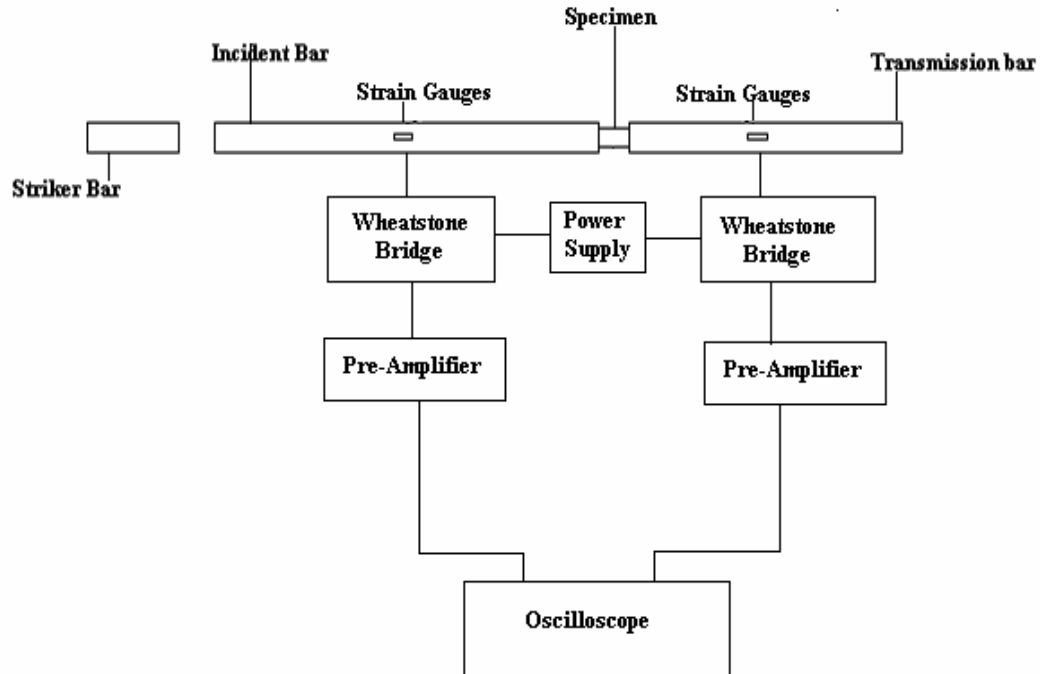 Specimen
Incident Bar
Transmission bar
Strain Gauges
Strain Gauges
Striker Bar
Wheatstone
Bridge
Power
Supply
Wheatstone
Bridge
Pre-Amplifier
Pre-Amplifier
Oscilloscope